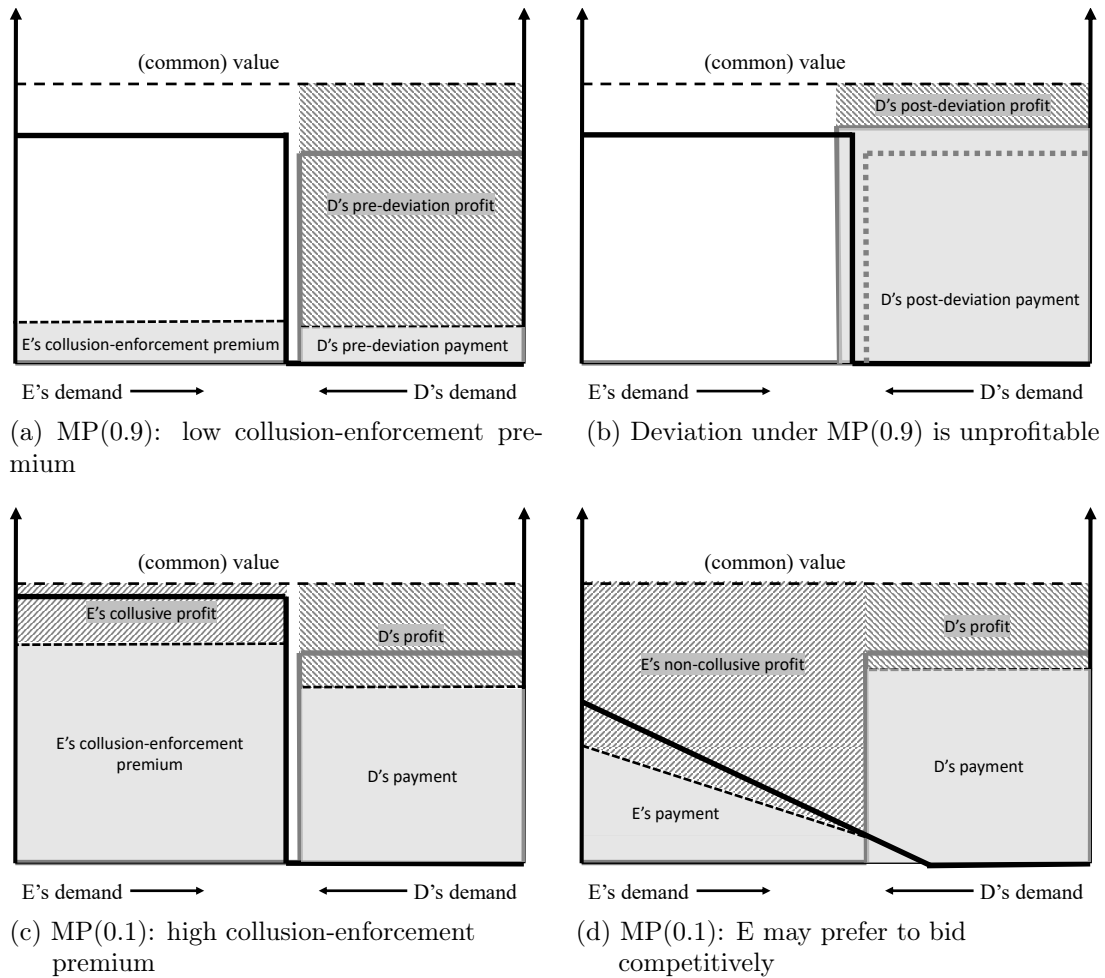 (common) value
D's pre-deviation profit
E's collusion-enforcement premium
D's pre-deviation payment
E's demand
D's demand
(a) MP(0.9): low collusion-enforcement pre-
mium
(common) value
D's post-deviation profit
D's post-deviation payment
E's demand
D's demand
(b) Deviation under MP(0.9) is unprofitable
(common) value
E's collusive profit
D's profit
E's collusion-enforcement
premium
D's payment
E's demand
D's demand
(c) MP(0.1): high collusion-enforcement
premium
(common) value
D's profit
E's non-collusive profit
D's payment
E's payment
E's demand
D's demand
(d) MP(0.1): E may prefer to bid
competitively